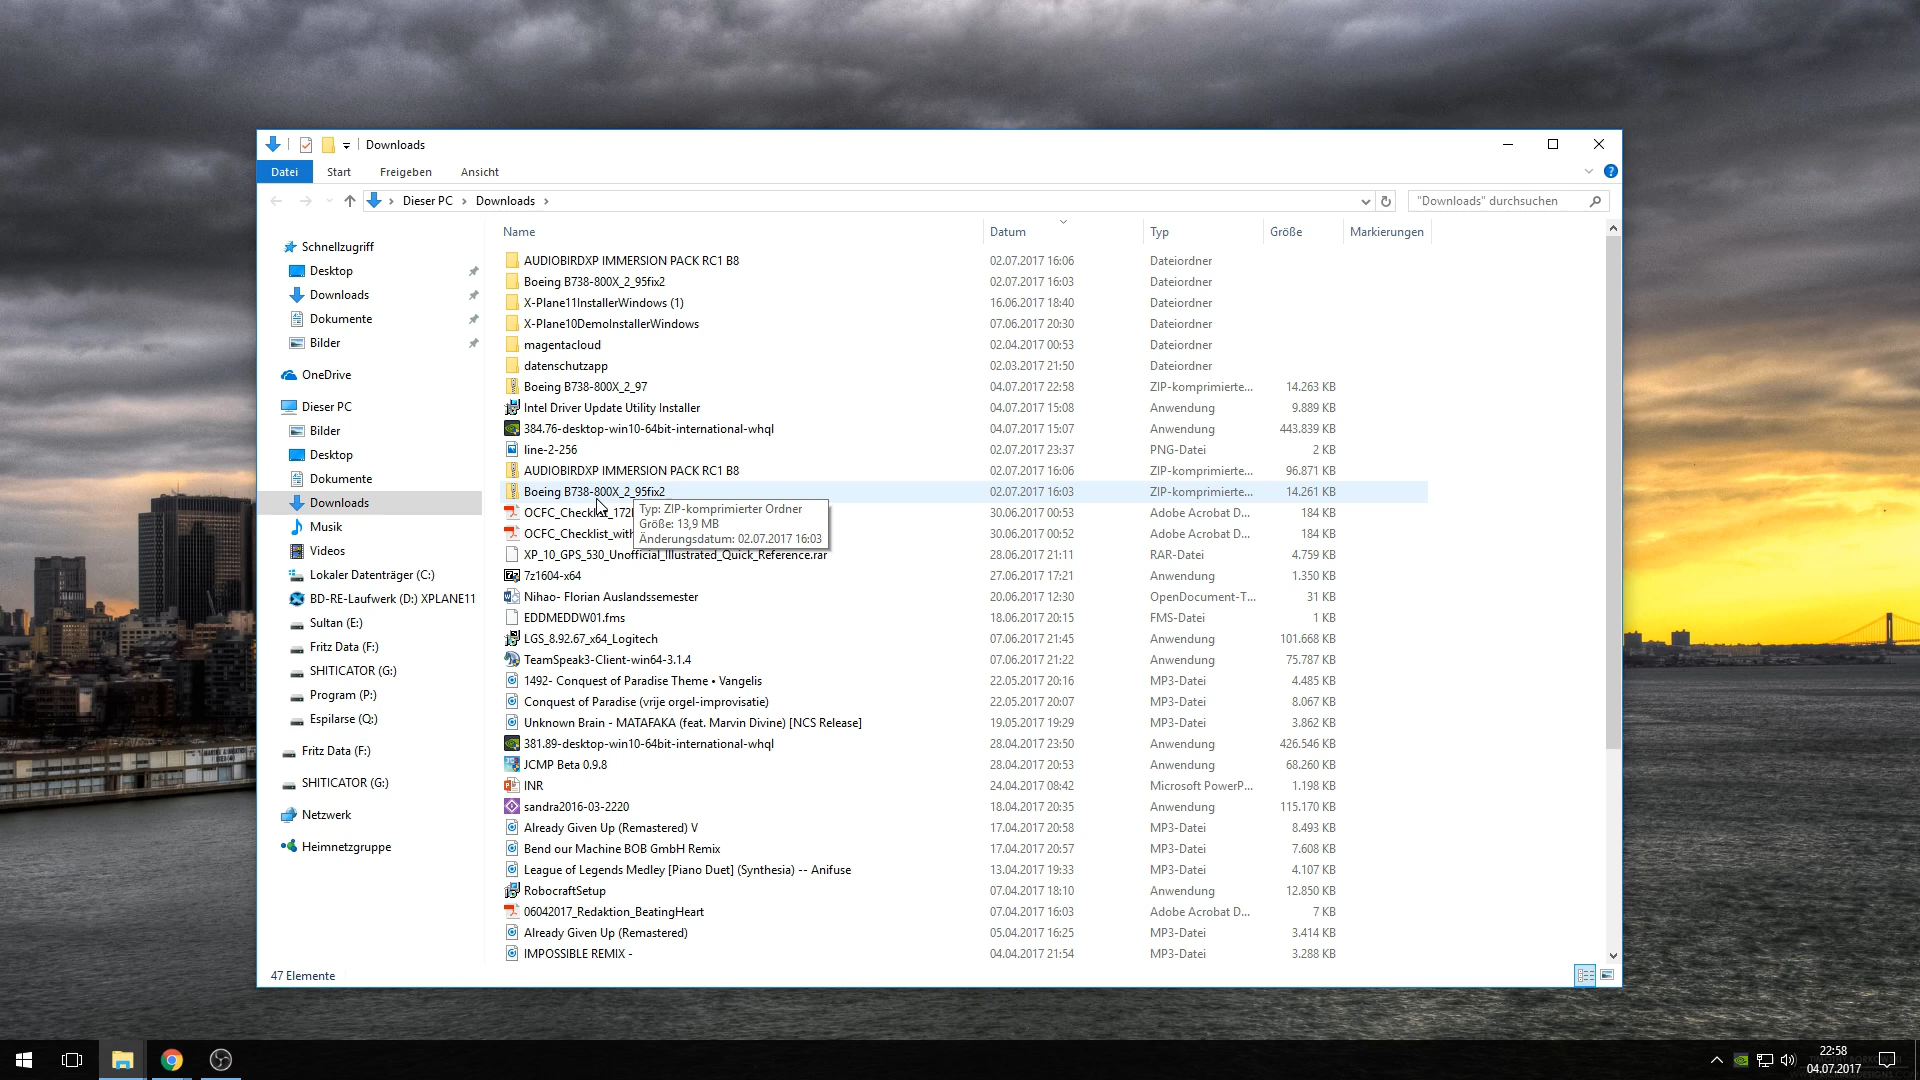 Downloads
Datei Start Freigeben Ansicht
Dieser PC Downloads "Downloads" durchsuchen
Name Datum Typ Größe Markierungen
Schnellzugriff
Desktop
Downloads
Dokumente
Bilder
OneDrive
Dieser PC
Bilder
Desktop
Dokumente
Downloads
Musik
Videos
Lokaler Datenträger (C:)
BD-RE-Laufwerk (D:) XPLANE11
Sultan (E:)
Fritz Data (F:)
SHITICATOR (G:)
Program (P:)
Espilarse (Q:)
Fritz Data (F:)
SHITICATOR (G:)
Netzwerk
Heimnetzgruppe
AUDIOBIRDXP IMMERSION PACK RC1 B8 02.07.2017 16:06 Dateiordner
Boeing B738-800X_2_95fix2 02.07.2017 16:03 Dateiordner
X-Plane11InstallerWindows (1) 16.06.2017 18:40 Dateiordner
X-Plane10DemoInstallerWindows 07.06.2017 20:30 Dateiordner
magentacloud 02.04.2017 00:53 Dateiordner
datenschutzapp 02.03.2017 21:50 Dateiordner
Boeing B738-800X_2_97 04.07.2017 22:58 ZIP-komprimierte... 14.263 KB
Intel Driver Update Utility Installer 04.07.2017 15:08 Anwendung 9.889 KB
384.76-desktop-win10-64bit-international-whql 04.07.2017 15:07 Anwendung 443.839 KB
line-2-256 02.07.2017 23:37 PNG-Datei 2 KB
AUDIOBIRDXP IMMERSION PACK RC1 B8 02.07.2017 16:06 ZIP-komprimierte... 96.871 KB
Boeing B738-800X_2_95fix2 02.07.2017 16:03 ZIP-komprimierte... 14.261 KB
OCFC_Checklist_172 30.06.2017 00:53 Adobe Acrobat D... 184 KB
OCFC_Checklist_with 30.06.2017 00:52 Adobe Acrobat D... 184 KB
Typ: ZIP-komprimierter Ordner
Größe: 13,9 MB
Änderungsdatum: 02.07.2017 16:03
XP_10_GPS_530_Unofficial_Illustrated_Quick_Reference.rar 28.06.2017 21:11 RAR-Datei 4.759 KB
7z1604-x64 27.06.2017 17:21 Anwendung 1.350 KB
Nihao- Florian Auslandssemester 20.06.2017 12:30 OpenDocument-T... 31 KB
EDDMEDDW01.fms 18.06.2017 20:15 FMS-Datei 1 KB
LGS_8.92.67_x64_Logitech 07.06.2017 21:45 Anwendung 101.668 KB
TeamSpeak3-Client-win64-3.1.4 07.06.2017 21:22 Anwendung 75.787 KB
1492- Conquest of Paradise Theme • Vangelis 22.05.2017 20:16 MP3-Datei 4.485 KB
Conquest of Paradise (vrije orgel-improvisatie) 22.05.2017 20:07 MP3-Datei 8.067 KB
Unknown Brain - MATAFAKA (feat. Marvin Divine) [NCS Release] 19.05.2017 19:29 MP3-Datei 3.862 KB
381.89-desktop-win10-64bit-international-whql 28.04.2017 23:50 Anwendung 426.546 KB
JCMP Beta 0.9.8 28.04.2017 20:53 Anwendung 68.260 KB
INR 24.04.2017 08:42 Microsoft PowerP... 1.198 KB
sandra2016-03-2220 18.04.2017 20:35 Anwendung 115.170 KB
Already Given Up (Remastered) V 17.04.2017 20:58 MP3-Datei 8.493 KB
Bend our Machine BOB GmbH Remix 17.04.2017 20:57 MP3-Datei 7.608 KB
League of Legends Medley [Piano Duet] (Synthesia) -- Anifuse 13.04.2017 19:33 MP3-Datei 4.107 KB
RobocraftSetup 07.04.2017 18:10 Anwendung 12.850 KB
06042017_Redaktion_BeatingHeart 07.04.2017 16:03 Adobe Acrobat D... 7 KB
Already Given Up (Remastered) 05.04.2017 16:25 MP3-Datei 3.414 KB
IMPOSSIBLE REMIX - 04.04.2017 21:54 MP3-Datei 3.288 KB
47 Elemente
22:58
04.07.2017